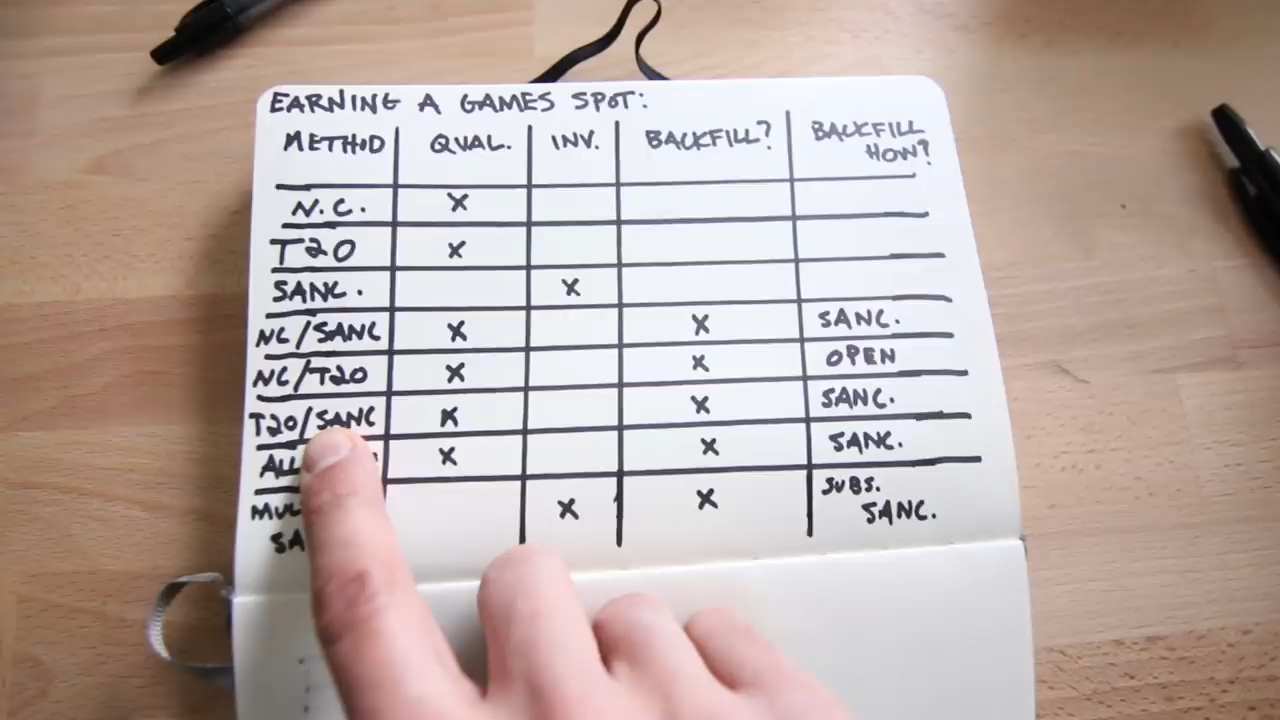 EARNING A GAMES SPOT:
METHOD QUAL. INV. BACKFILL? BACKFILL HOW?
N.C. X
T20 X
SANC. X
NC/SANC X X SANC.
NC/T20 X X OPEN
T20/SANC X X SANC.
ALL X X SANC.
X X SUBS.
SANC.